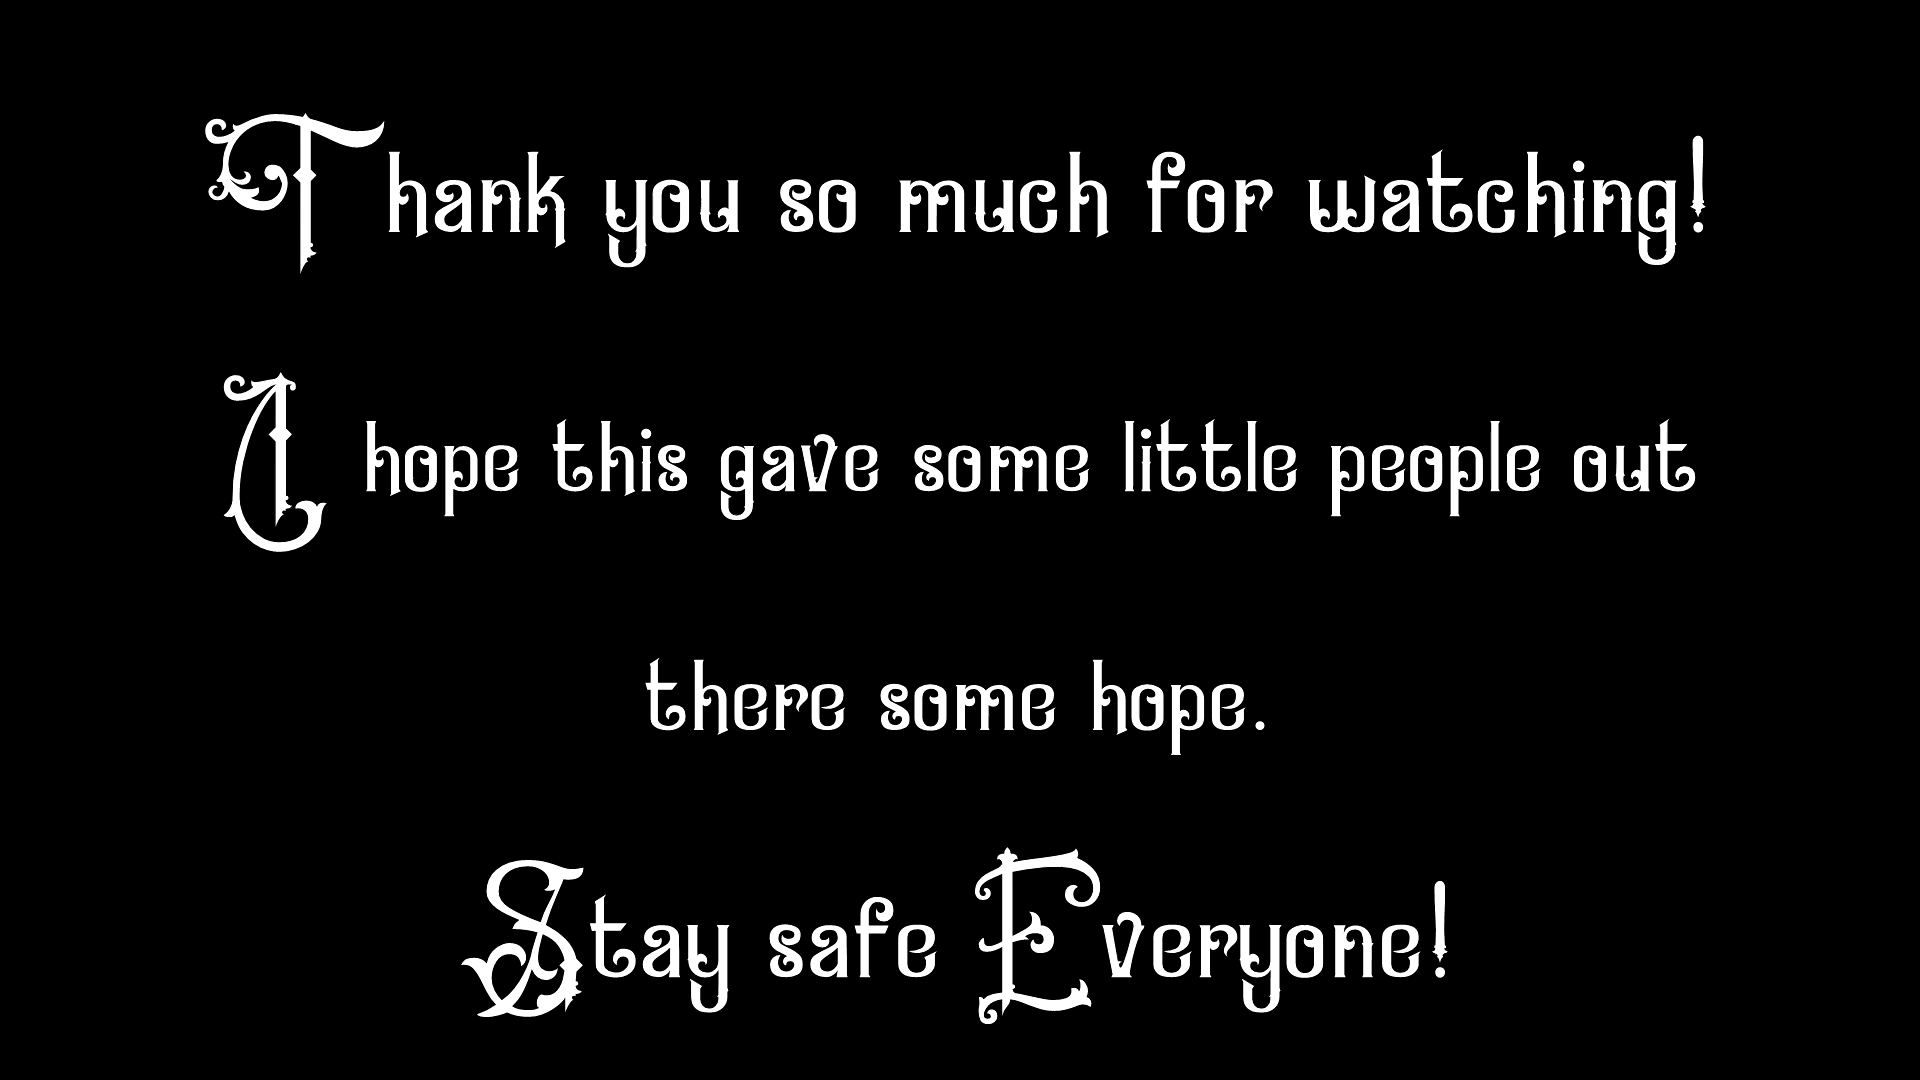 Thank you so much for watching!
I hope this gave some little people out
there some hope.
Stay safe Everyone!